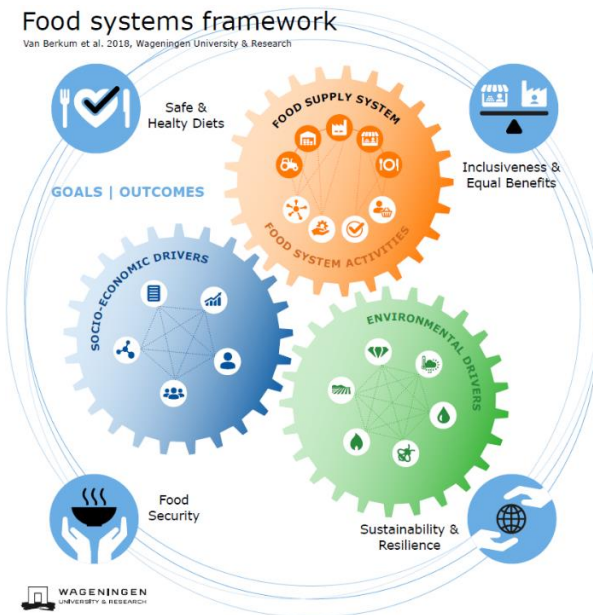 Food systems framework
Van Berkum et al. 2018, Wageningen University & Research
Safe &
Healty Diets
Inclusiveness &
Equal Benefits
GOALS | OUTCOMES
FOOD SUPPLY SYSTEM
FOOD SYSTEM ACTIVITIES
SOCIO-ECONOMIC DRIVERS
ENVIRONMENTAL DRIVERS
Food
Security
Sustainability &
Resilience
WAGENINGEN
UNIVERSITY & RESEARCH